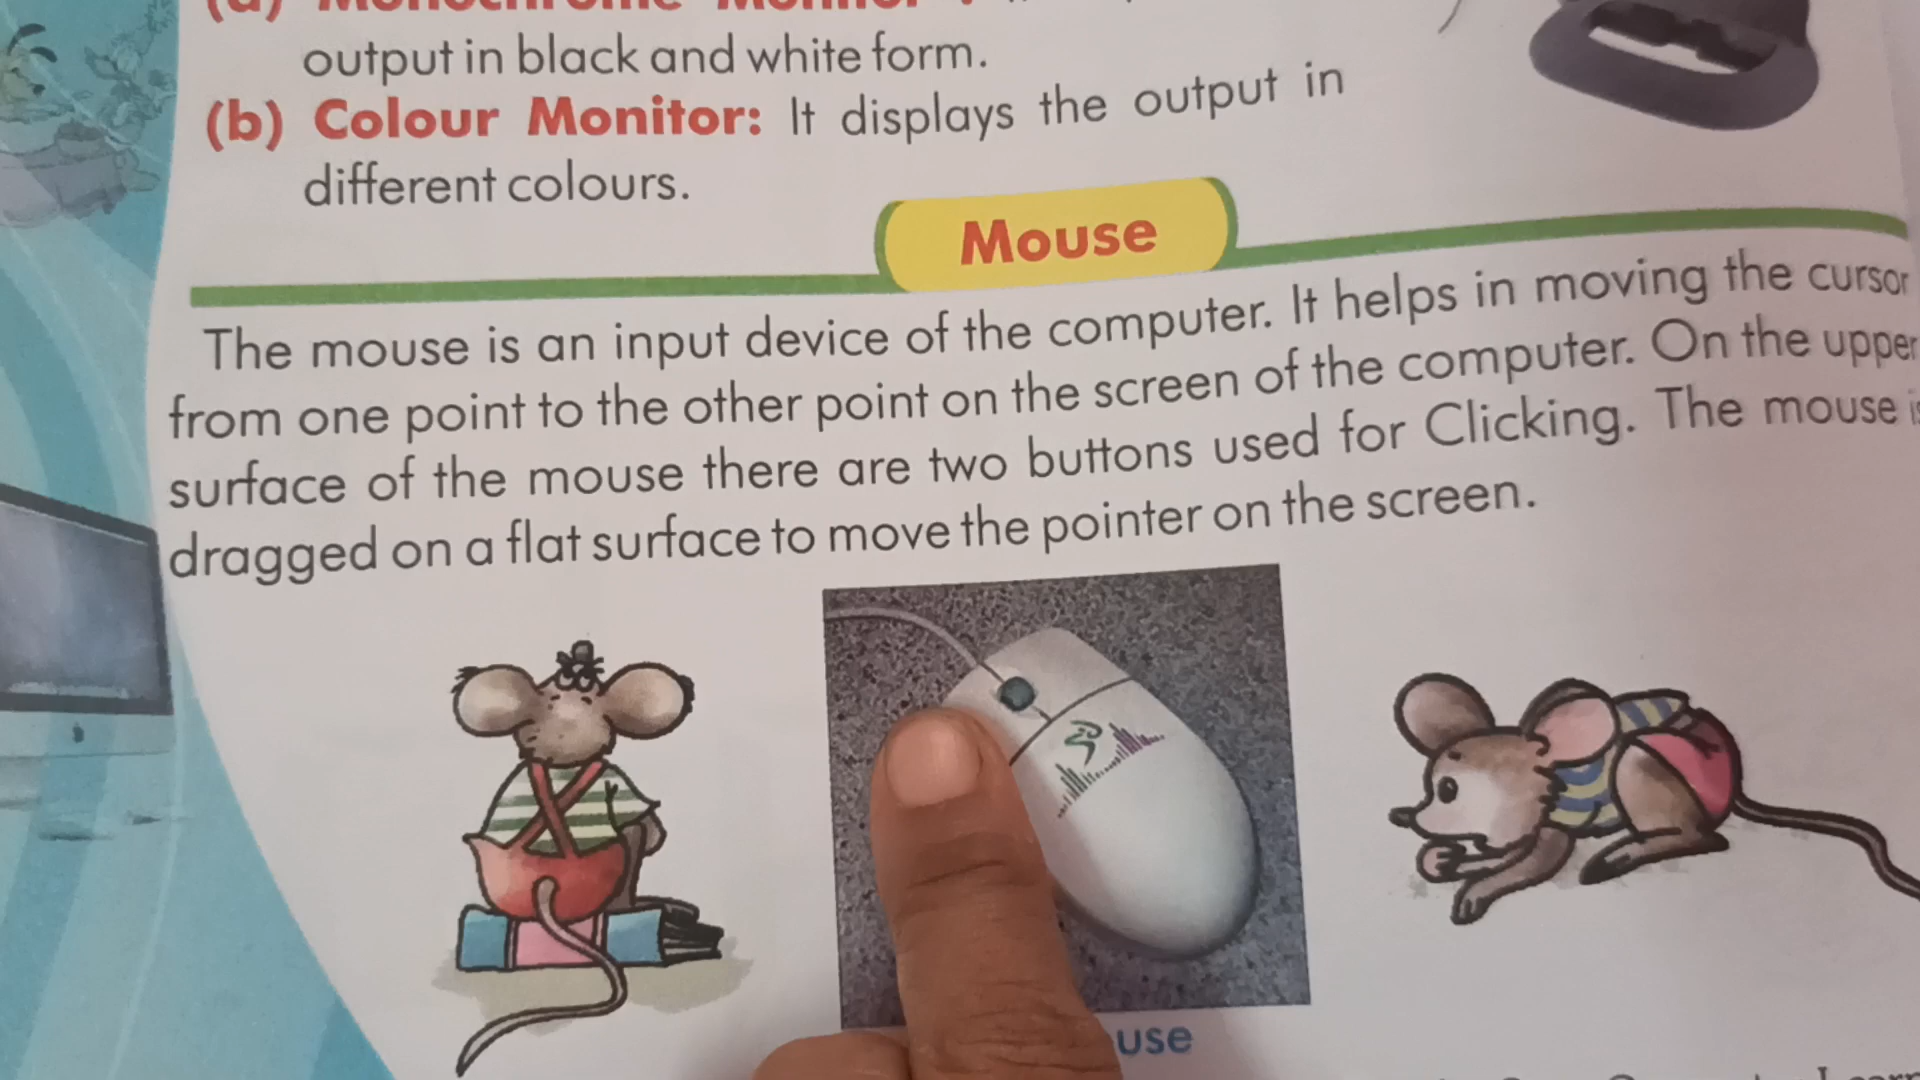 (a) Monochrome Monitor :
output in black and white form.
(b) Colour Monitor: It displays the output in
different colours.
Mouse
The mouse is an input device of the computer. It helps in moving the cursor
from one point to the other point on the screen of the computer. On the upper
surface of the mouse there are two buttons used for Clicking. The mouse is
dragged on a flat surface to move the pointer on the screen.
use